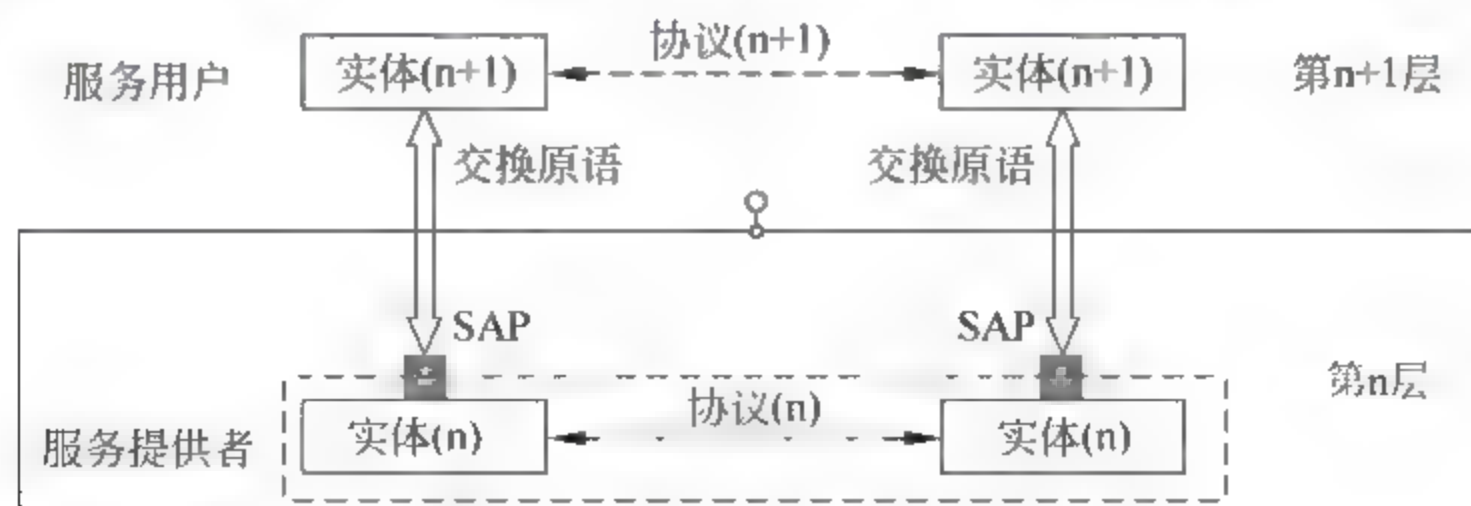 协议(n+1)
服务用户 实体(n+1) 实体(n+1) 第n+1层
交换原语 交换原语
SAP SAP
第n层
协议(n)
服务提供者 实体(n) 实体(n)